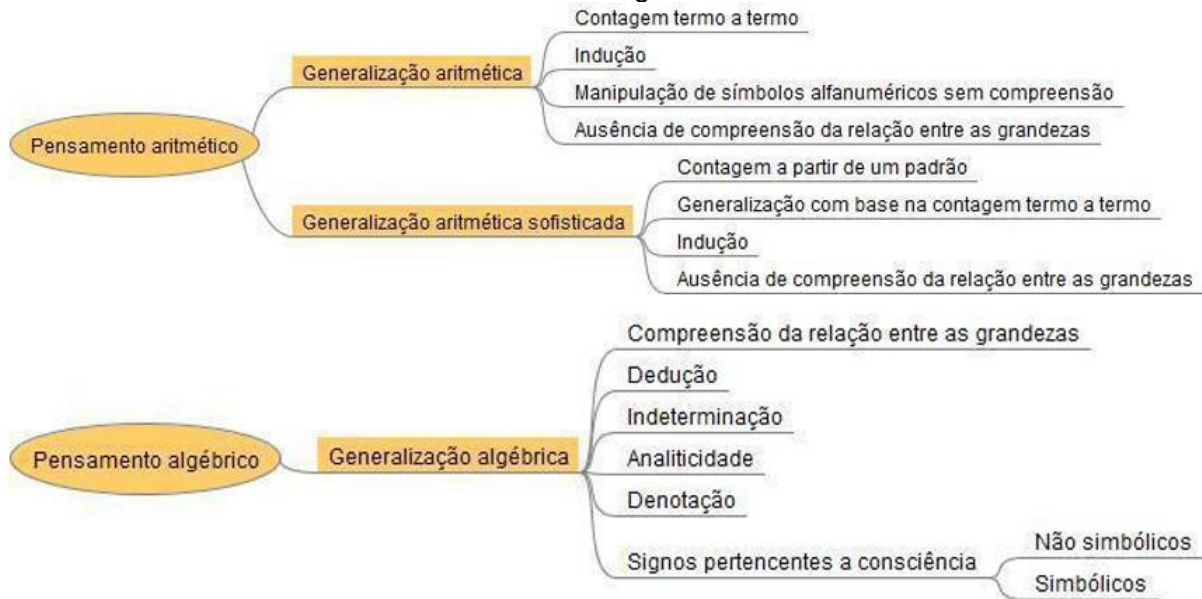 Pensamento aritmético
Generalização aritmética
Contagem termo a termo
Indução
Manipulação de símbolos alfanuméricos sem compreensão
Ausência de compreensão da relação entre as grandezas
Generalização aritmética sofisticada
Contagem a partir de um padrão
Generalização com base na contagem termo a termo
Indução
Ausência de compreensão da relação entre as grandezas
Pensamento algébrico
Generalização algébrica
Compreensão da relação entre as grandezas
Dedução
Indeterminação
Analiticidade
Denotação
Signos pertencentes a consciência
Não simbólicos
Simbólicos